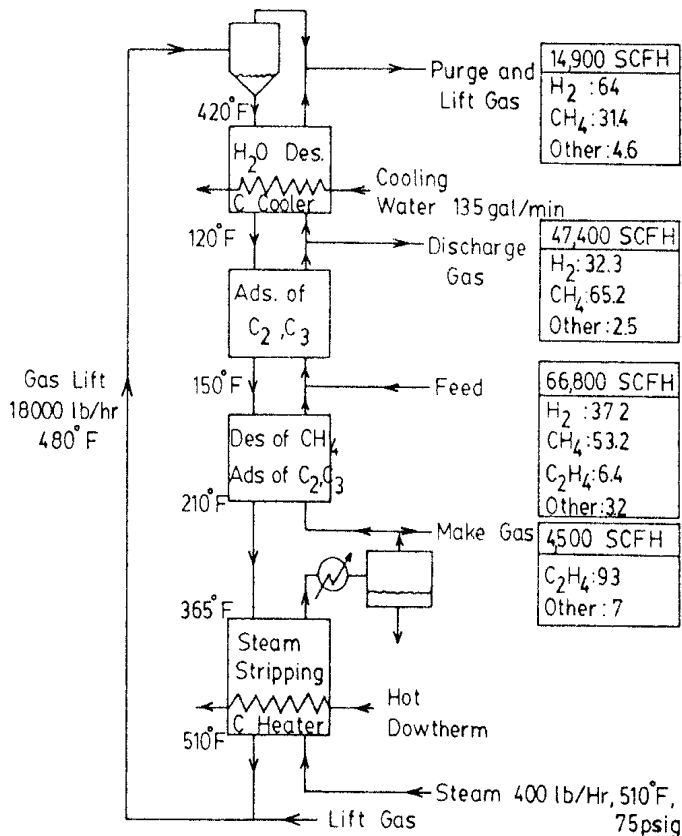 420°F
H2O Des.
C Cooler
Purge and
Lift Gas
14,900 SCFH
H2 : 64
CH4 : 31.4
Other : 4.6
Cooling
Water 135 gal/min
120°F
Discharge
Gas
47,400 SCFH
H2 : 32.3
CH4 : 65.2
Other : 2.5
Ads. of
C2 , C3
150°F
Feed
66,800 SCFH
H2 : 37.2
CH4 : 53.2
C2H4 : 6.4
Other : 3.2
Gas Lift
18000 lb/hr
480°F
Des of CH4
Ads of C2,C3
210°F
Make Gas
4,500 SCFH
C2H4 : 93
Other : 7
365°F
Steam
Stripping
C Heater
Hot
Dowtherm
510°F
Steam 400 lb/Hr, 510°F,
75 psig
Lift Gas